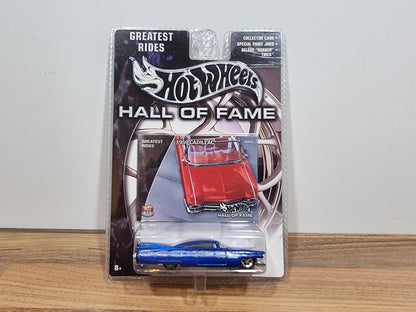 GREATEST
RIDES
COLLECTOR CARD
SPECIAL PAINT JOBS
DELUXE "RUBBER"
TIRES
HOT WHEELS
HALL OF FAME
GREATEST
RIDES
1959 CADILLAC
HALL OF FAME
8+